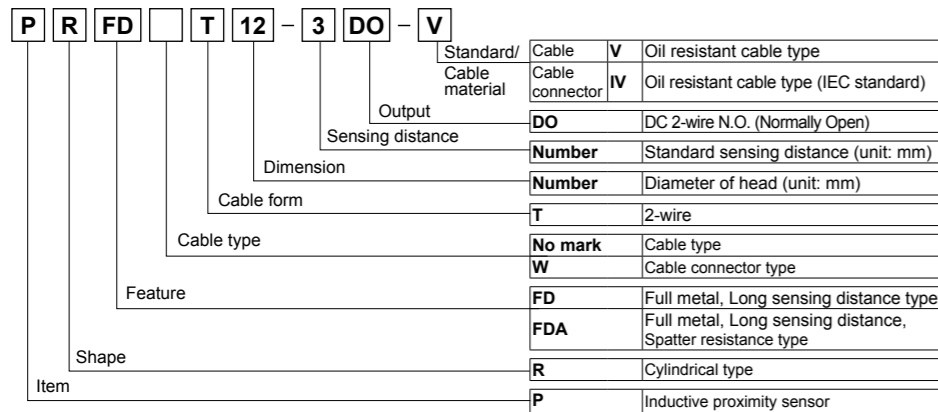 P R FD T 12 – 3 DO – V
Standard/ Cable V Oil resistant cable type
Cable material Cable connector IV Oil resistant cable type (IEC standard)
Output DO DC 2-wire N.O. (Normally Open)
Sensing distance Number Standard sensing distance (unit: mm)
Dimension Number Diameter of head (unit: mm)
Cable form T 2-wire
Cable type No mark Cable type
W Cable connector type
Feature FD Full metal, Long sensing distance type
FDA Full metal, Long sensing distance,
Spatter resistance type
Shape R Cylindrical type
Item P Inductive proximity sensor